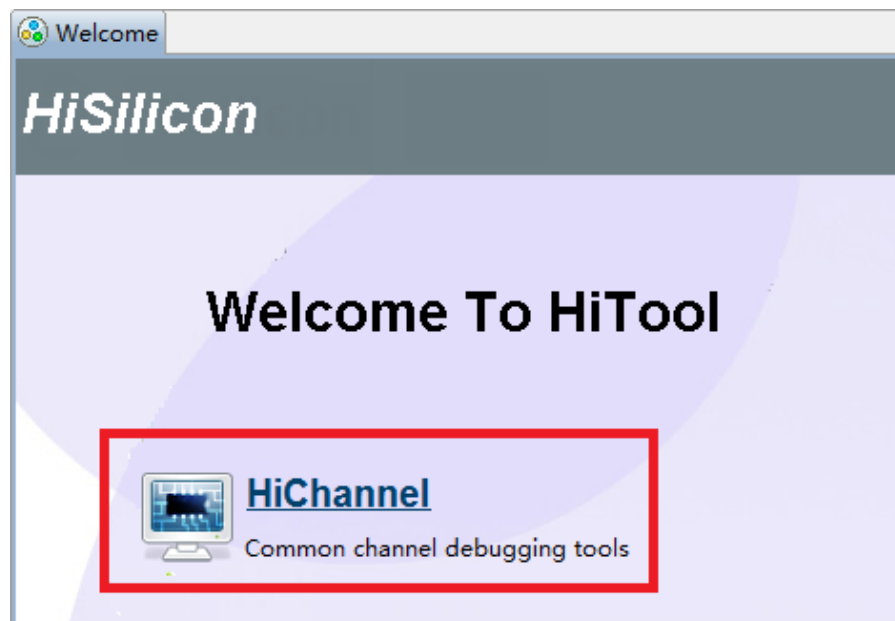 Welcome
HiSilicon
Welcome To HiTool
HiChannel
Common channel debugging tools